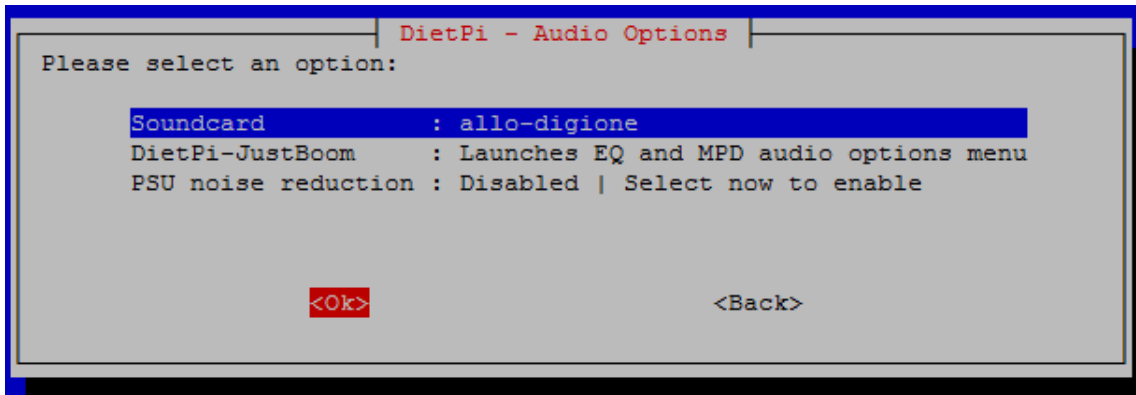 DietPi - Audio Options
Please select an option:
Soundcard : allo-digione
DietPi-JustBoom : Launches EQ and MPD audio options menu
PSU noise reduction : Disabled | Select now to enable
<Ok> <Back>